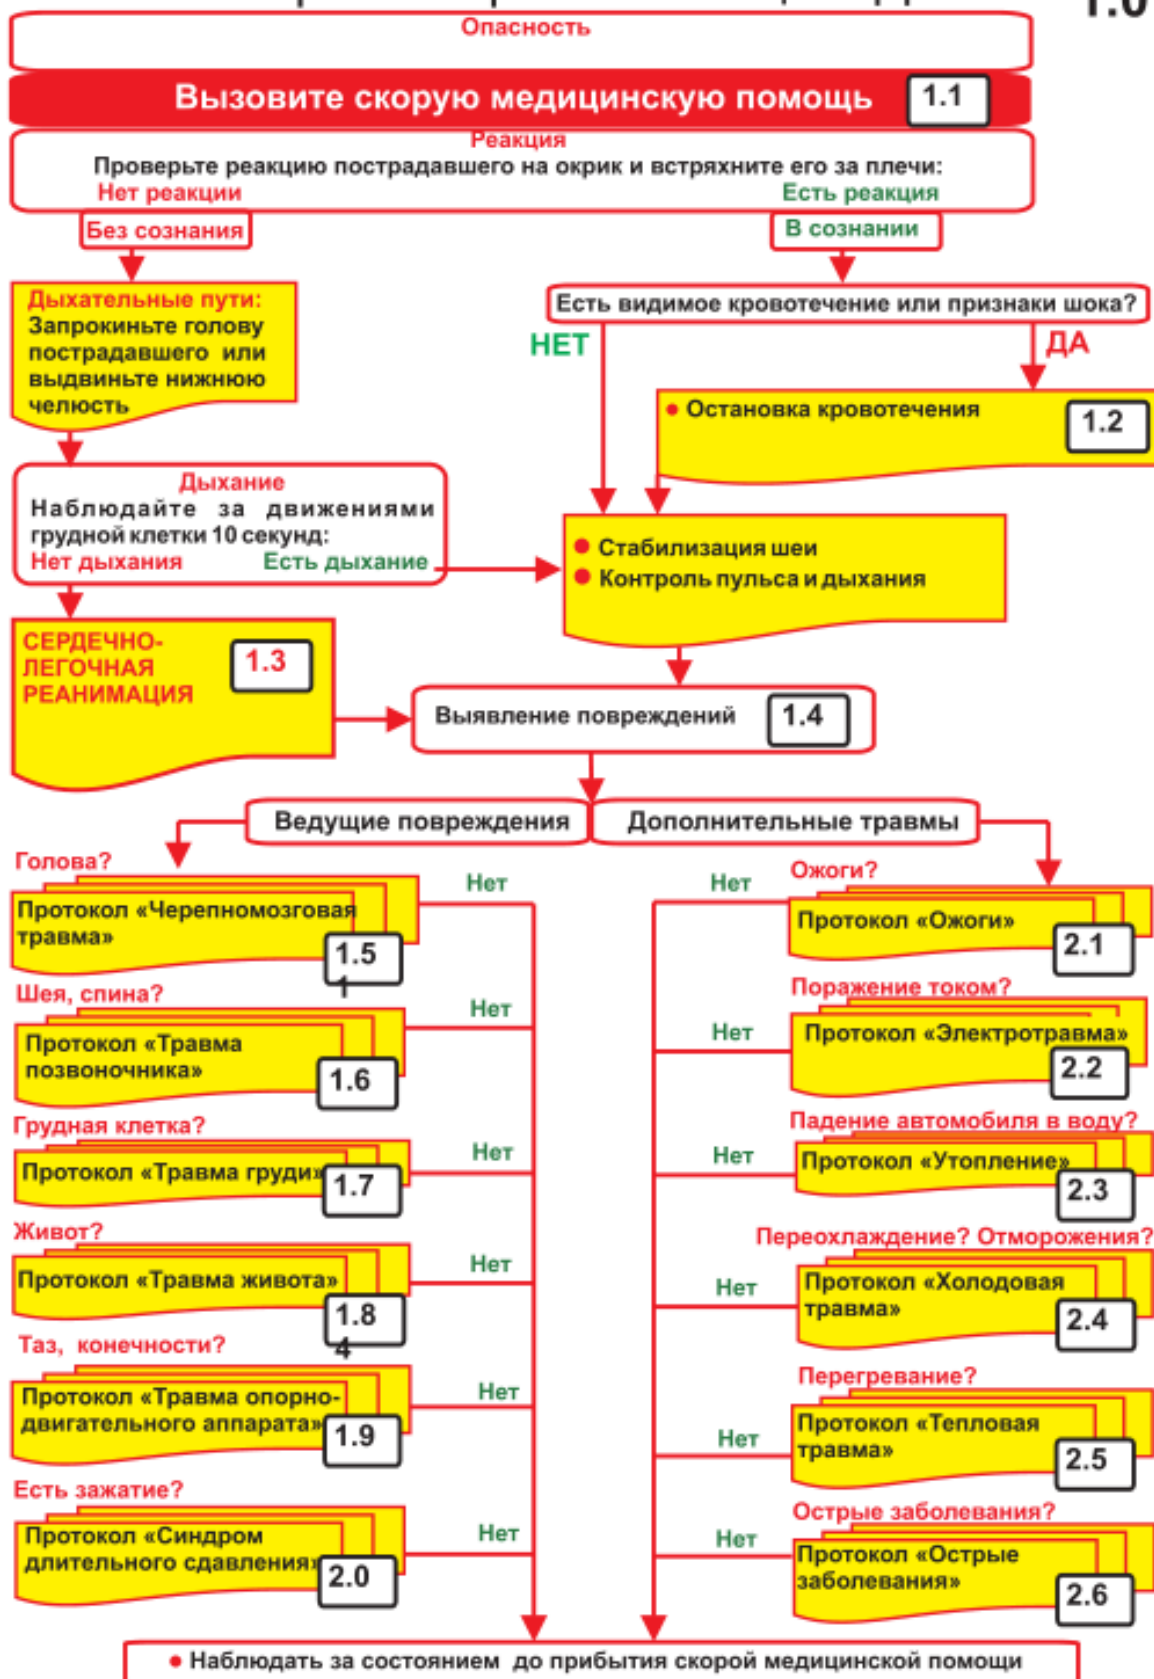 1.0
Опасность
Вызовите скорую медицинскую помощь 1.1
Реакция
Проверьте реакцию пострадавшего на окрик и встряхните его за плечи:
Нет реакции Есть реакция
Без сознания
В сознании
Дыхательные пути:
Запрокиньте голову
пострадавшего или
выдвиньте нижнюю
челюсть
Есть видимое кровотечение или признаки шока?
НЕТ
ДА
• Остановка кровотечения 1.2
Дыхание
Наблюдайте за движениями
грудной клетки 10 секунд:
Нет дыхания Есть дыхание
• Стабилизация шеи
• Контроль пульса и дыхания
СЕРДЕЧНО-
ЛЕГОЧНАЯ
РЕАНИМАЦИЯ
1.3
Выявление повреждений 1.4
Ведущие повреждения
Дополнительные травмы
Голова?
Нет
Протокол «Черепномозговая
травма»
1.5
1
Шея, спина?
Нет
Протокол «Травма
позвоночника»
1.6
Грудная клетка?
Нет
Протокол «Травма груди»
1.7
Живот?
Нет
Протокол «Травма живота»
1.8
4
Таз, конечности?
Нет
Протокол «Травма опорно-
двигательного аппарата»
1.9
Есть зажатие?
Нет
Протокол «Синдром
длительного сдавления»
2.0
Ожоги?
Нет
Протокол «Ожоги»
2.1
Поражение током?
Нет
Протокол «Электротравма»
2.2
Падение автомобиля в воду?
Нет
Протокол «Утопление»
2.3
Переохлаждение? Отморожения?
Нет
Протокол «Холодовая
травма»
2.4
Перегревание?
Нет
Протокол «Тепловая
травма»
2.5
Острые заболевания?
Нет
Протокол «Острые
заболевания»
2.6
• Наблюдать за состоянием до прибытия скорой медицинской помощи